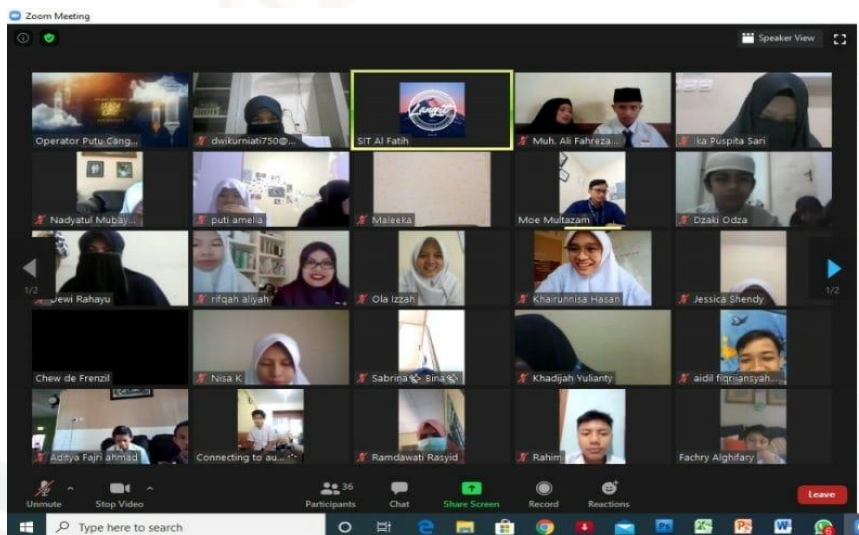 Zoom Meeting
Speaker View
Operator Putu Cang...
dwikurniati750@...
Langit
SIT Al Fatih
Muh. Ali Fahreza...
Ika Puspita Sari
Nadyatul Mubay...
puti amelia
Maleeka
Moe Multazam
Dzaki Odza
1/2
Dewi Rahayu
rifqah aliyah
Ola Izzah
Khairunnisa Hasan
Jessica Shendy
1/2
Chew de Frenzil
Nisa K
Sabrina Bina
Khadijah Yulianty
aidil fiqriansyah...
Aditya Fajri ahmad
Connecting to au...
Ramdawati Rasyid
Rahim
Fachry Alghifary
Unmute
Stop Video
36
Participants
Chat
Share Screen
Record
Reactions
Leave
Type here to search